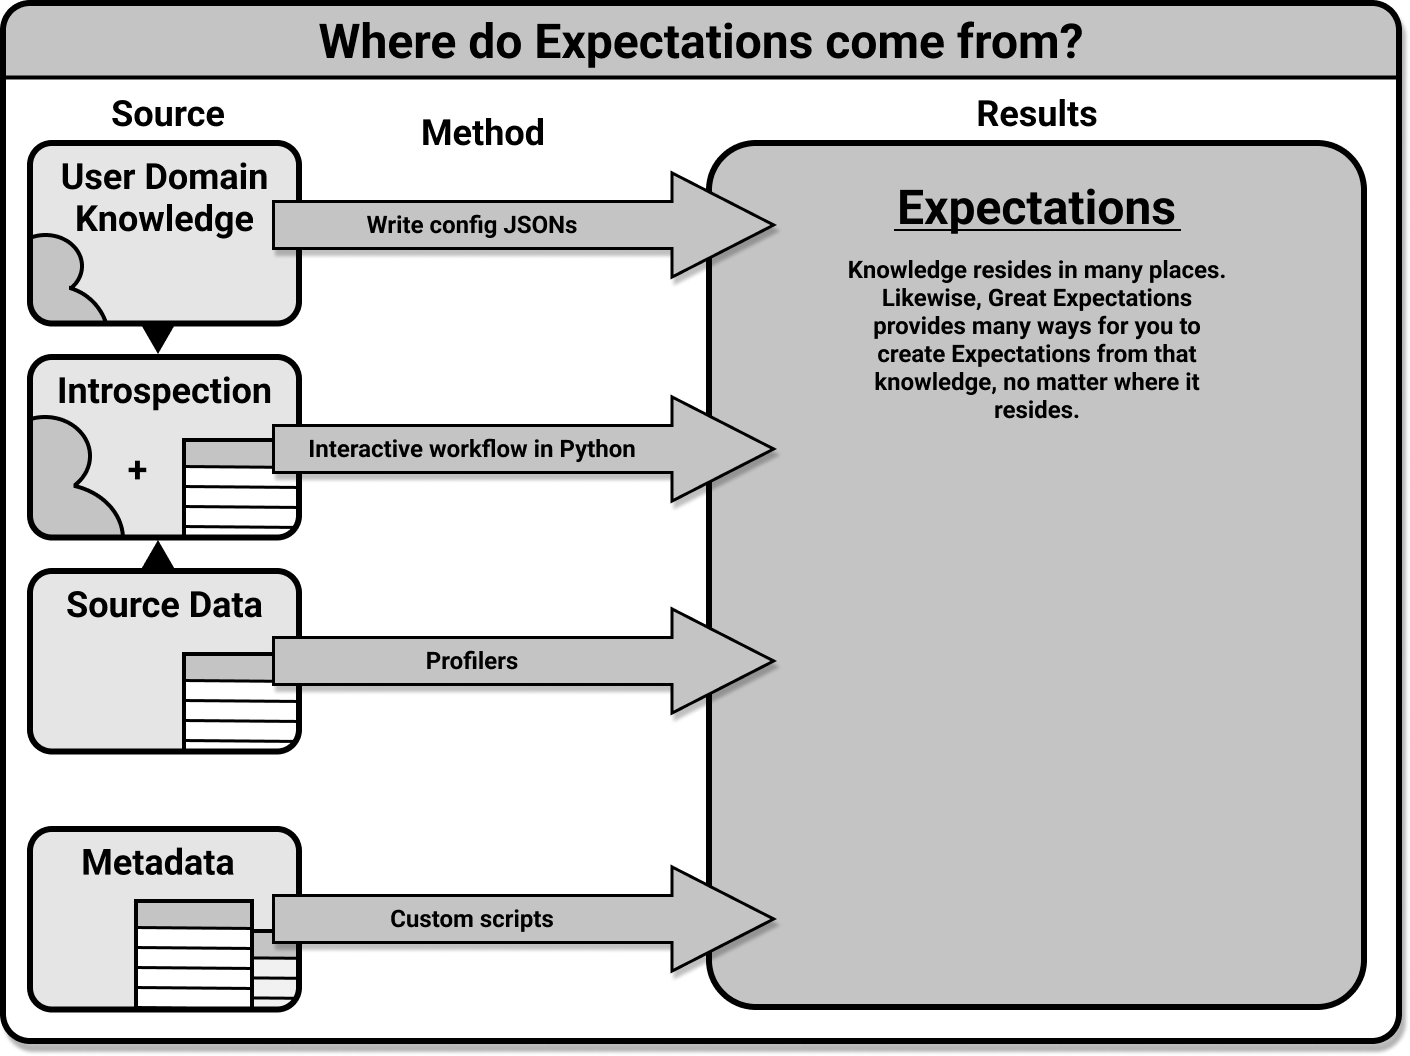 Where do Expectations come from?
Source
Method
Results
User Domain
Knowledge
Write config JSONs
Expectations
Knowledge resides in many places.
Likewise, Great Expectations
provides many ways for you to
create Expectations from that
knowledge, no matter where it
resides.
Introspection
+
Interactive workflow in Python
Source Data
Profilers
Metadata
Custom scripts